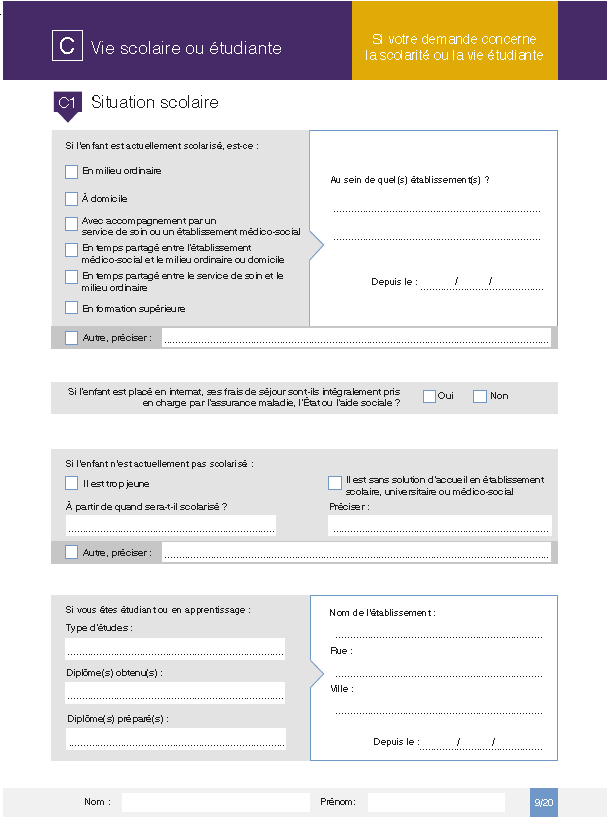 C Vie scolaire ou étudiante
Si votre demande concerne
la scolarité ou la vie étudiante
C1 Situation scolaire
Si l'enfant est actuellement scolarisé, est-ce :
En milieu ordinaire
À domicile
Avec accompagnement par un
service de soin ou un établissement médico-social
En temps partagé entre l'établissement
médico-social et le milieu ordinaire ou domicile
En temps partagé entre le service de soin et le
milieu ordinaire
En formation supérieure
Au sein de quel(s) établissement(s) ?
Depuis le : / /
Autre, préciser :
Si l'enfant est placé en internat, ses frais de séjour sont-ils intégralement pris
en charge par l'assurance maladie, l'État ou l'aide sociale ?
Oui Non
Si l'enfant n'est actuellement pas scolarisé :
Il est trop jeune
À partir de quand sera-t-il scolarisé ?
Il est sans solution d'accueil en établissement
scolaire, universitaire ou médico-social
Préciser :
Autre, préciser :
Si vous êtes étudiant ou en apprentissage :
Type d'études :
Diplôme(s) obtenu(s) :
Diplôme(s) préparé(s) :
Nom de l'établissement :
Rue :
Ville :
Depuis le : / /
Nom : Prénom: 9/20